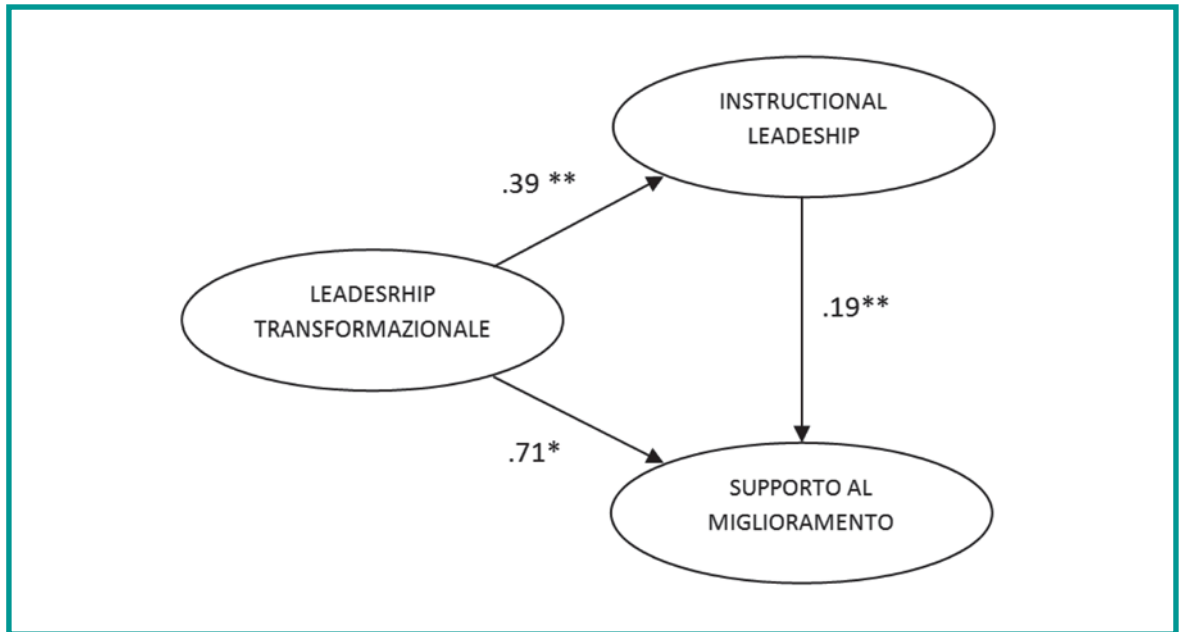 INSTRUCTIONAL
LEADESHIP
.39 **
LEADESRHIP
TRANSFORMAZIONALE
.19**
.71*
SUPPORTO AL
MIGLIORAMENTO